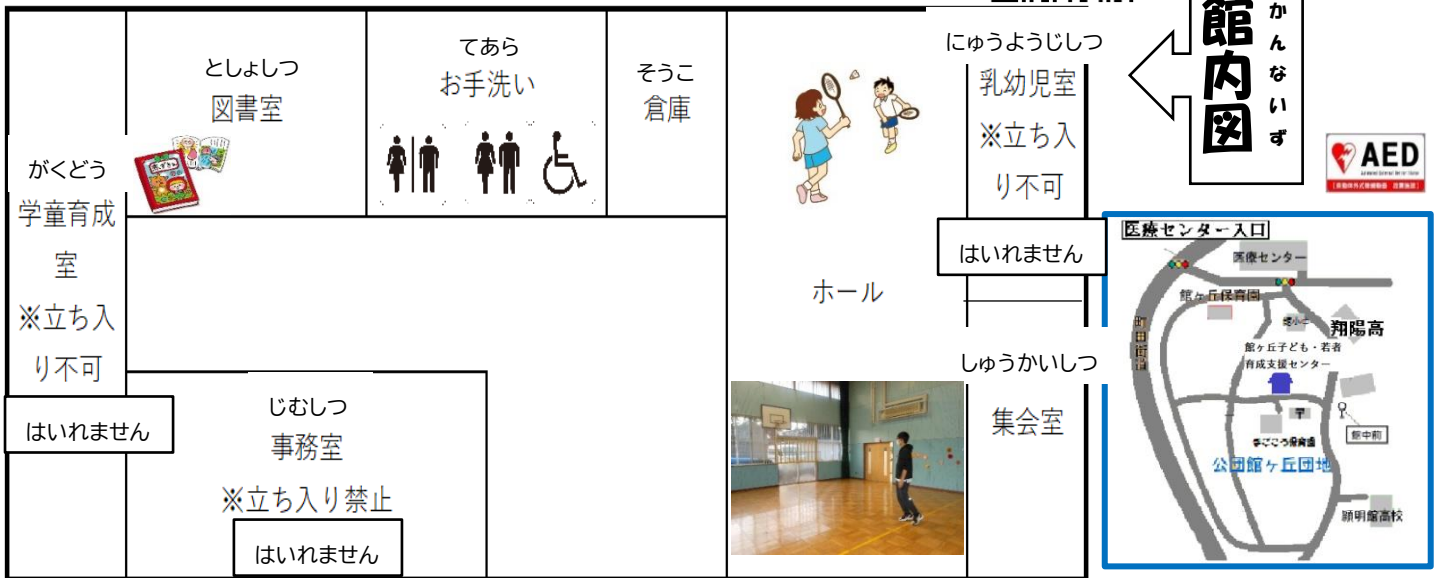 がくどう
学童育成
室
※立ち入
り不可
はいれません
としょしつ
図書室
てあら
お手洗い
そうこ
倉庫
じむしつ
事務室
※立ち入り禁止
はいれません
ホール
にゅうようじしつ
乳幼児室
※立ち入
り不可
はいれません
しゅうかいしつ
集会室
館内図
かんないず
AED
医療センター入口
医療センター
館ヶ丘保育園
町田街道
翔陽高
館ヶ丘子ども・若者
育成支援センター
〒
まごころ保育園
館中前
公団館ヶ丘団地